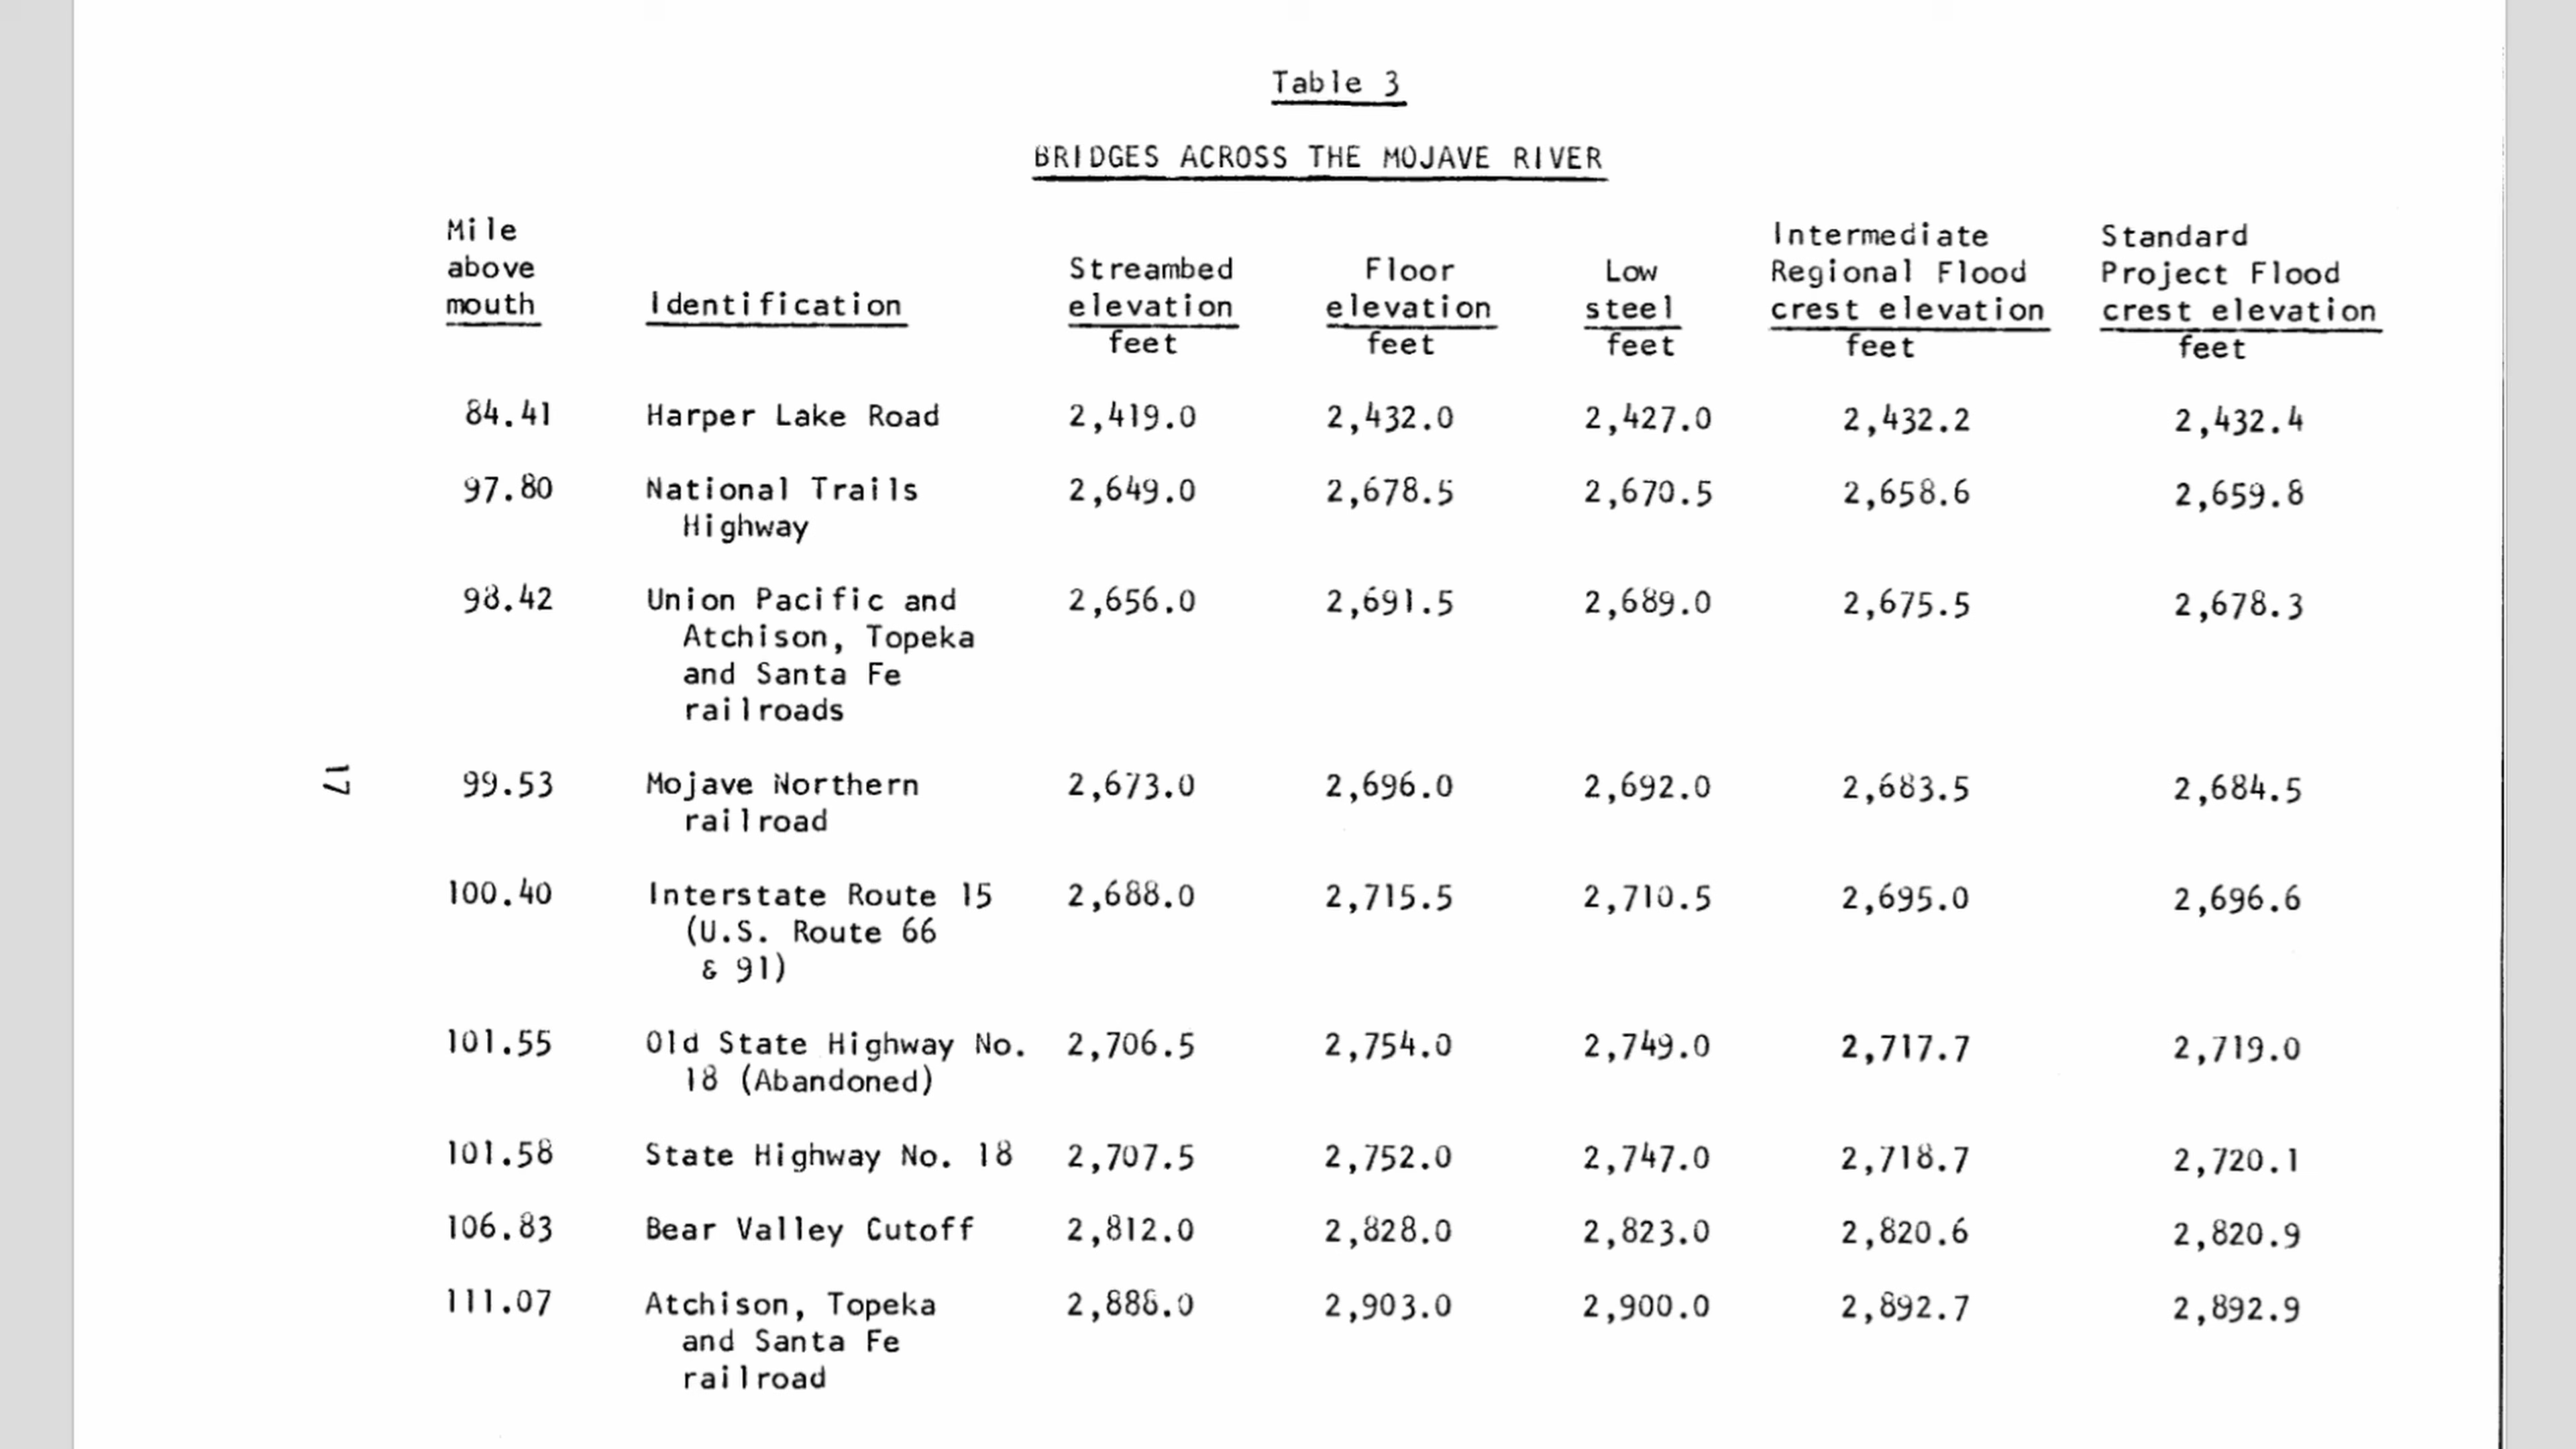 Table 3
BRIDGES ACROSS THE MOJAVE RIVER
Mile above mouth Identification Streambed elevation feet Floor elevation feet Low steel feet Intermediate Regional Flood crest elevation feet Standard Project Flood crest elevation feet
84.41 Harper Lake Road 2,419.0 2,432.0 2,427.0 2,432.2 2,432.4
97.80 National Trails 2,649.0 2,678.5 2,670.5 2,658.6 2,659.8
Highway
98.42 Union Pacific and 2,656.0 2,691.5 2,689.0 2,675.5 2,678.3
Atchison, Topeka
and Santa Fe
railroads
17
99.53 Mojave Northern 2,673.0 2,696.0 2,692.0 2,683.5 2,684.5
railroad
100.40 Interstate Route 15 2,688.0 2,715.5 2,710.5 2,695.0 2,696.6
(U.S. Route 66
& 91)
101.55 Old State Highway No. 2,706.5 2,754.0 2,749.0 2,717.7 2,719.0
18 (Abandoned)
101.58 State Highway No. 18 2,707.5 2,752.0 2,747.0 2,718.7 2,720.1
106.83 Bear Valley Cutoff 2,812.0 2,828.0 2,823.0 2,820.6 2,820.9
111.07 Atchison, Topeka 2,888.0 2,903.0 2,900.0 2,892.7 2,892.9
and Santa Fe
railroad